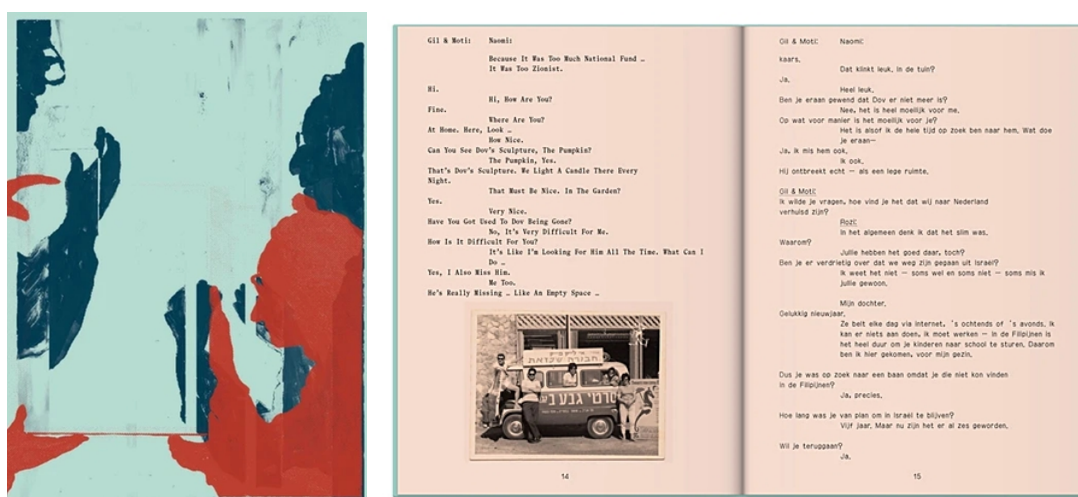 Gil & Moti: Naomi:
Because It Was Too Much National Fund …
It Was Too Zionist.
Hi.
Hi, How Are You?
Fine.
Where Are You?
At Home. Here, Look …
How Nice.
Can You See Dov's Sculpture, The Pumpkin?
The Pumpkin, Yes.
That's Dov's Sculpture. We Light A Candle There Every
Night.
That Must Be Nice. In The Garden?
Yes.
Very Nice.
Have You Got Used To Dov Being Gone?
No, It's Very Difficult For Me.
How Is It Difficult For You?
It's Like I'm Looking For Him All The Time. What Can I
Do …
Yes, I Also Miss Him.
Me Too.
He's Really Missing … Like An Empty Space …
סרטי גבע בע
14
Gil & Moti: Naomi:
kaars.
Dat klinkt leuk. in de tuin?
Ja.
Heel leuk.
Ben je eraan gewend dat Dov er niet meer is?
Nee, het is heel moeilijk voor me.
Op wat voor manier is het moeilijk voor je?
Het is alsof ik de hele tijd op zoek ben naar hem. Wat doe
je eraan—
Ja, ik mis hem ook.
Ik ook.
Hij ontbreekt echt — als een lege ruimte.
Gil & Moti:
Ik wilde je vragen, hoe vind je het dat wij naar Nederland
verhuisd zijn?
Rozi:
In het algemeen denk ik dat het slim was.
Waarom?
Jullie hebben het goed daar, toch?
Ben je er verdrietig over dat we weg zijn gegaan uit Israël?
Ik weet het niet — soms wel en soms niet — soms mis ik
jullie gewoon.
Mijn dochter.
Gelukkig nieuwjaar.
Ze belt elke dag via internet, 's ochtends of 's avonds. Ik
kan er niets aan doen, ik moet werken — in de Filipijnen is
het heel duur om je kinderen naar school te sturen. Daarom
ben ik hier gekomen, voor mijn gezin.
Dus je was op zoek naar een baan omdat je die niet kon vinden
in de Filipijnen?
Ja, precies.
Hoe lang was je van plan om in Israël te blijven?
Vijf jaar. Maar nu zijn het er al zes geworden.
Wil je teruggaan?
Ja.
15